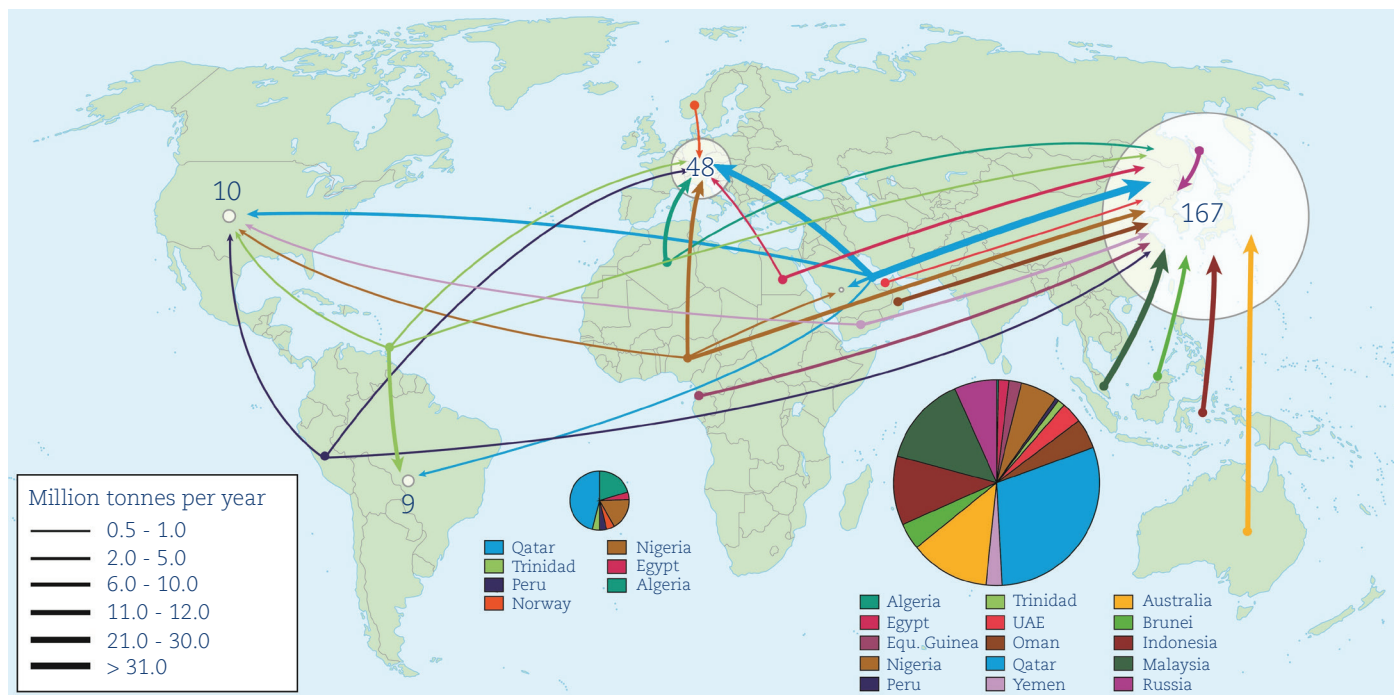 10
48
167
9
Million tonnes per year
0.5 - 1.0
2.0 - 5.0
6.0 - 10.0
11.0 - 12.0
21.0 - 30.0
> 31.0
Qatar
Trinidad
Peru
Norway
Nigeria
Egypt
Algeria
Algeria
Egypt
Equ. Guinea
Nigeria
Peru
Trinidad
UAE
Oman
Qatar
Yemen
Australia
Brunei
Indonesia
Malaysia
Russia